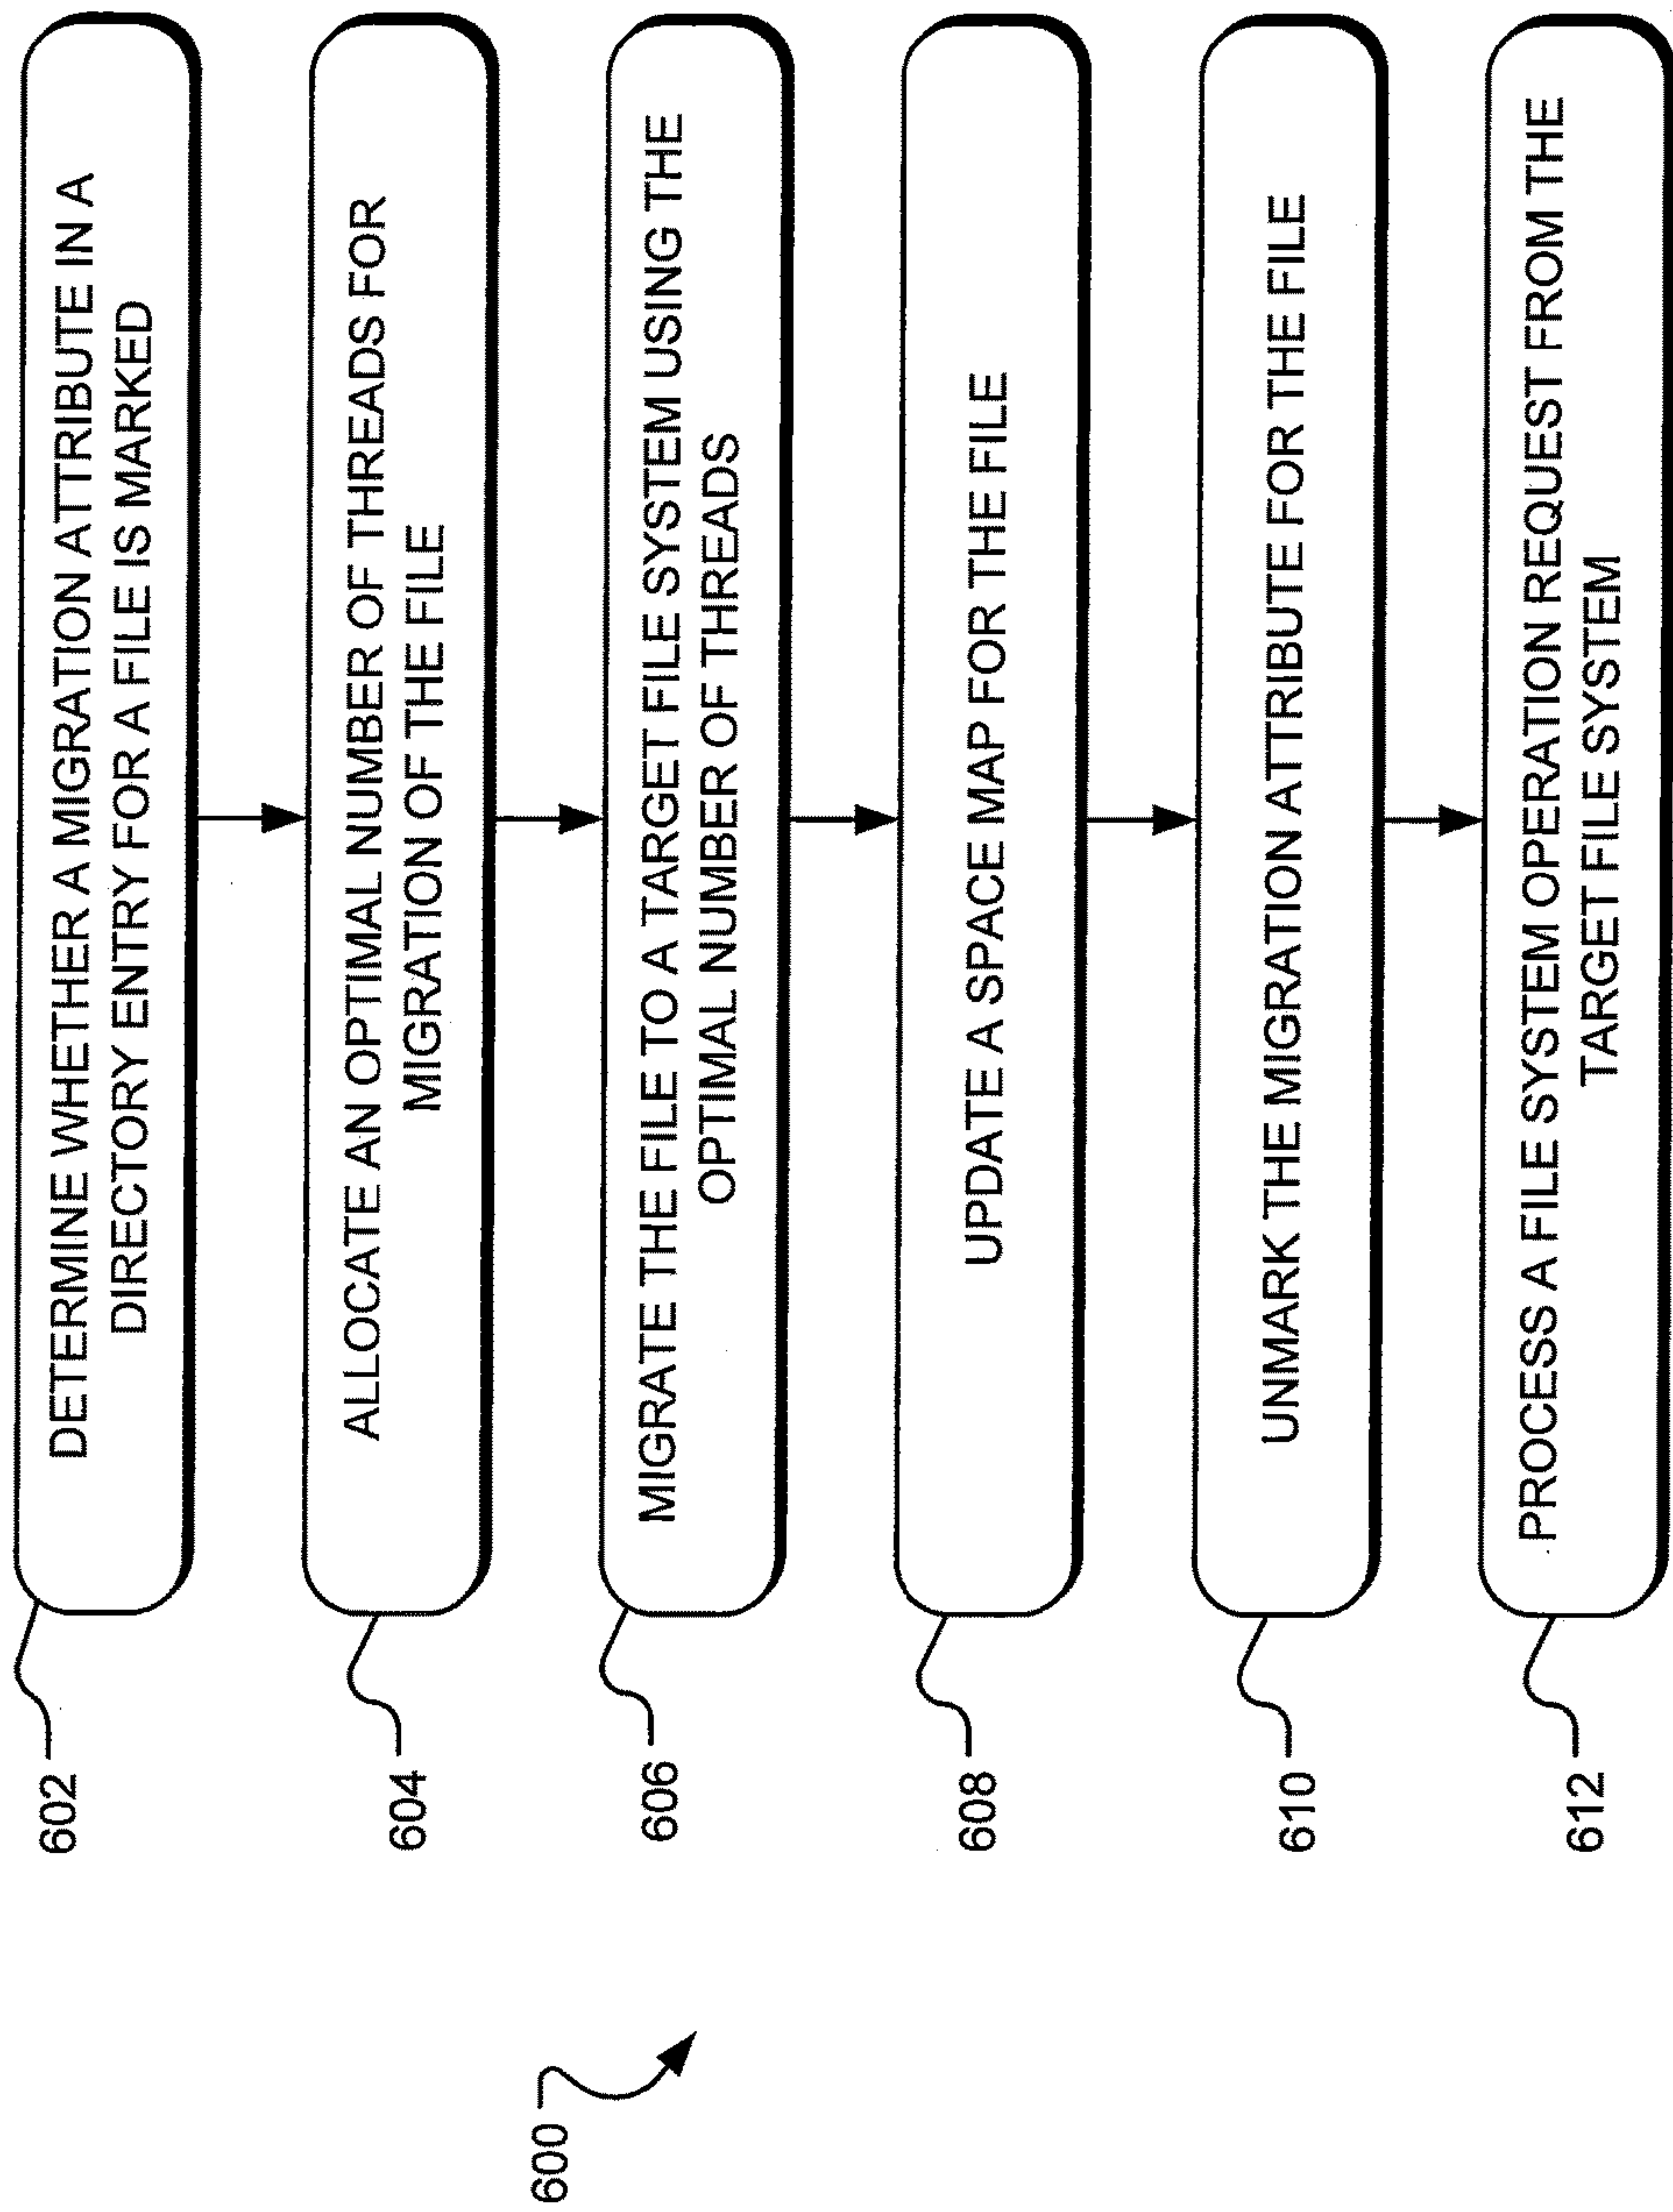 602
DETERMINE WHETHER A MIGRATION ATTRIBUTE IN A
DIRECTORY ENTRY FOR A FILE IS MARKED
604
ALLOCATE AN OPTIMAL NUMBER OF THREADS FOR
MIGRATION OF THE FILE
606
MIGRATE THE FILE TO A TARGET FILE SYSTEM USING THE
OPTIMAL NUMBER OF THREADS
608
UPDATE A SPACE MAP FOR THE FILE
610
UNMARK THE MIGRATION ATTRIBUTE FOR THE FILE
612
PROCESS A FILE SYSTEM OPERATION REQUEST FROM THE
TARGET FILE SYSTEM
600